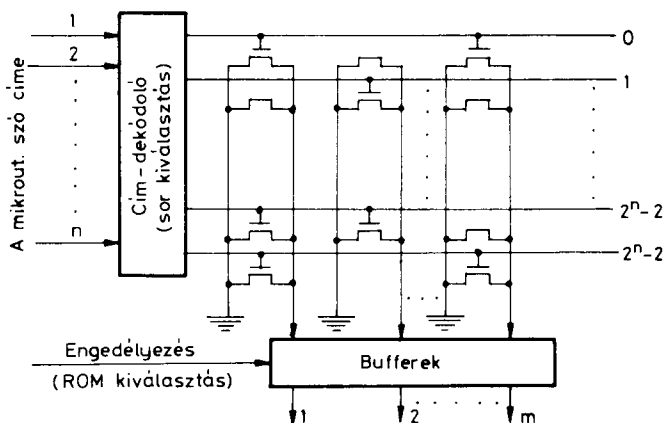 1
2
n
A mikrout. szó címe
Cím-dekódoló
(sor kiválasztás)
0
1
2ⁿ-2
2ⁿ-2
Engedélyezés
(ROM kiválasztás)
Bufferek
1
2
m